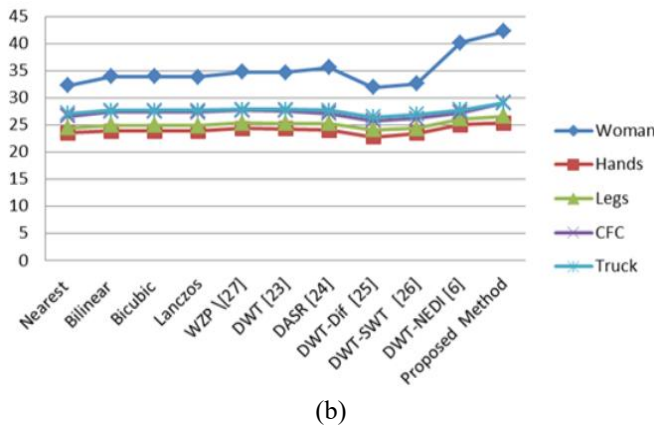 45
40
35
30
25
20
15
10
5
0
Woman
Hands
Legs
CFC
Truck
Nearest
Bilinear
Bicubic
Lanczos
WZP \[27]
DWT [23]
DASR [24]
DWT-Dif [25]
DWT-SWT [26]
DWT-NEDI [6]
Proposed Method
(b)